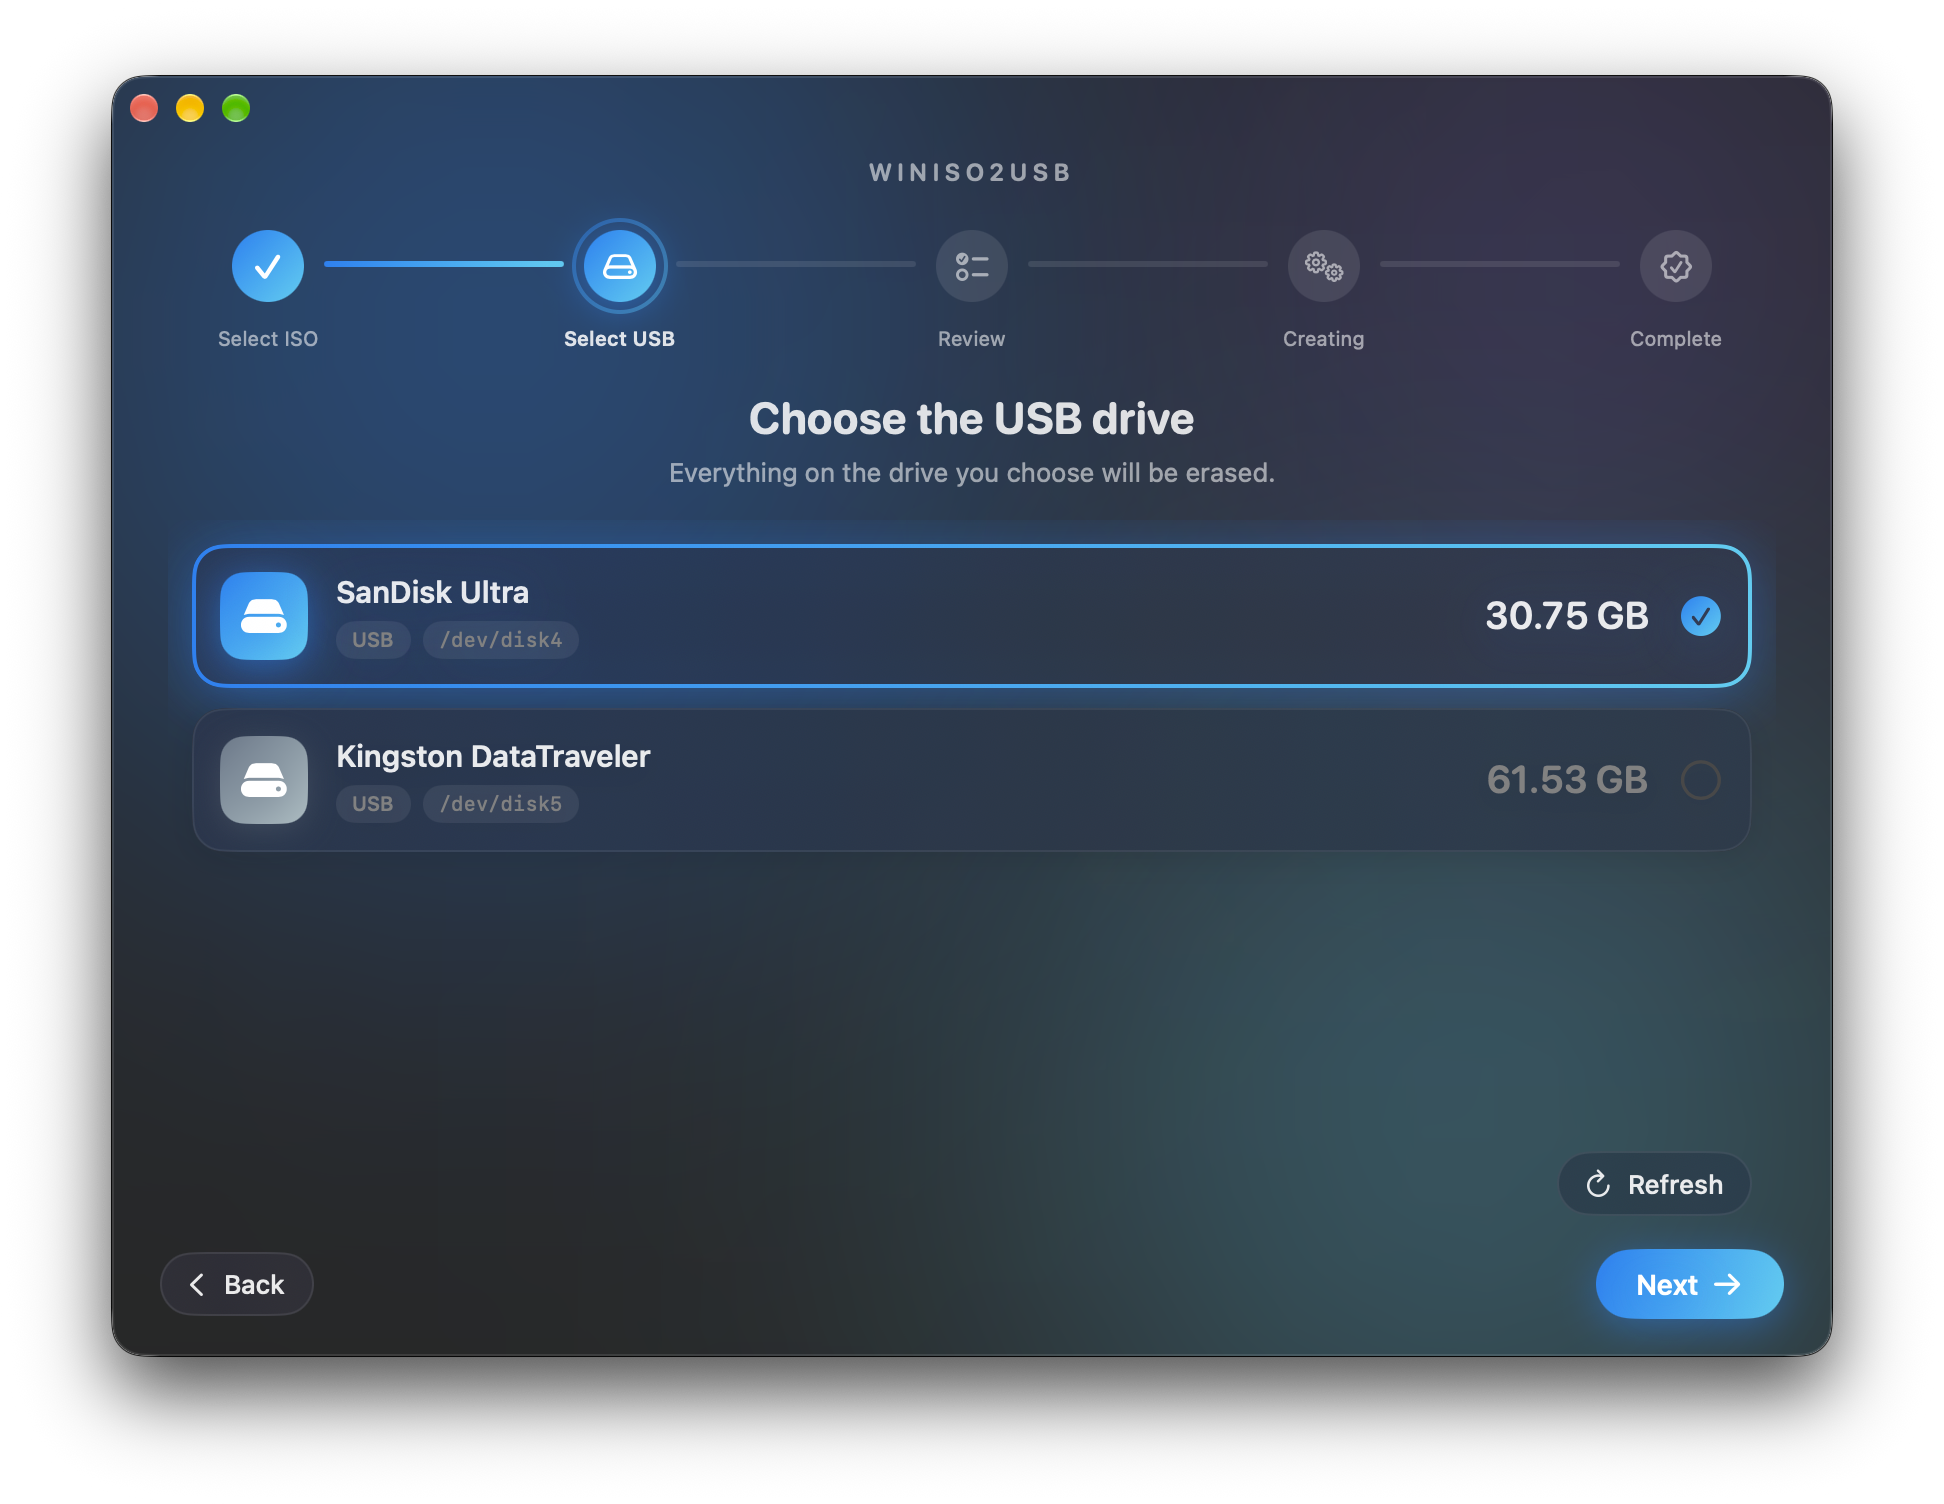 WINISO2USB
Select ISO
Select USB
Review
Creating
Complete
Choose the USB drive
Everything on the drive you choose will be erased.
SanDisk Ultra
USB /dev/disk4
30.75 GB
Kingston DataTraveler
USB /dev/disk5
61.53 GB
Refresh
Back
Next